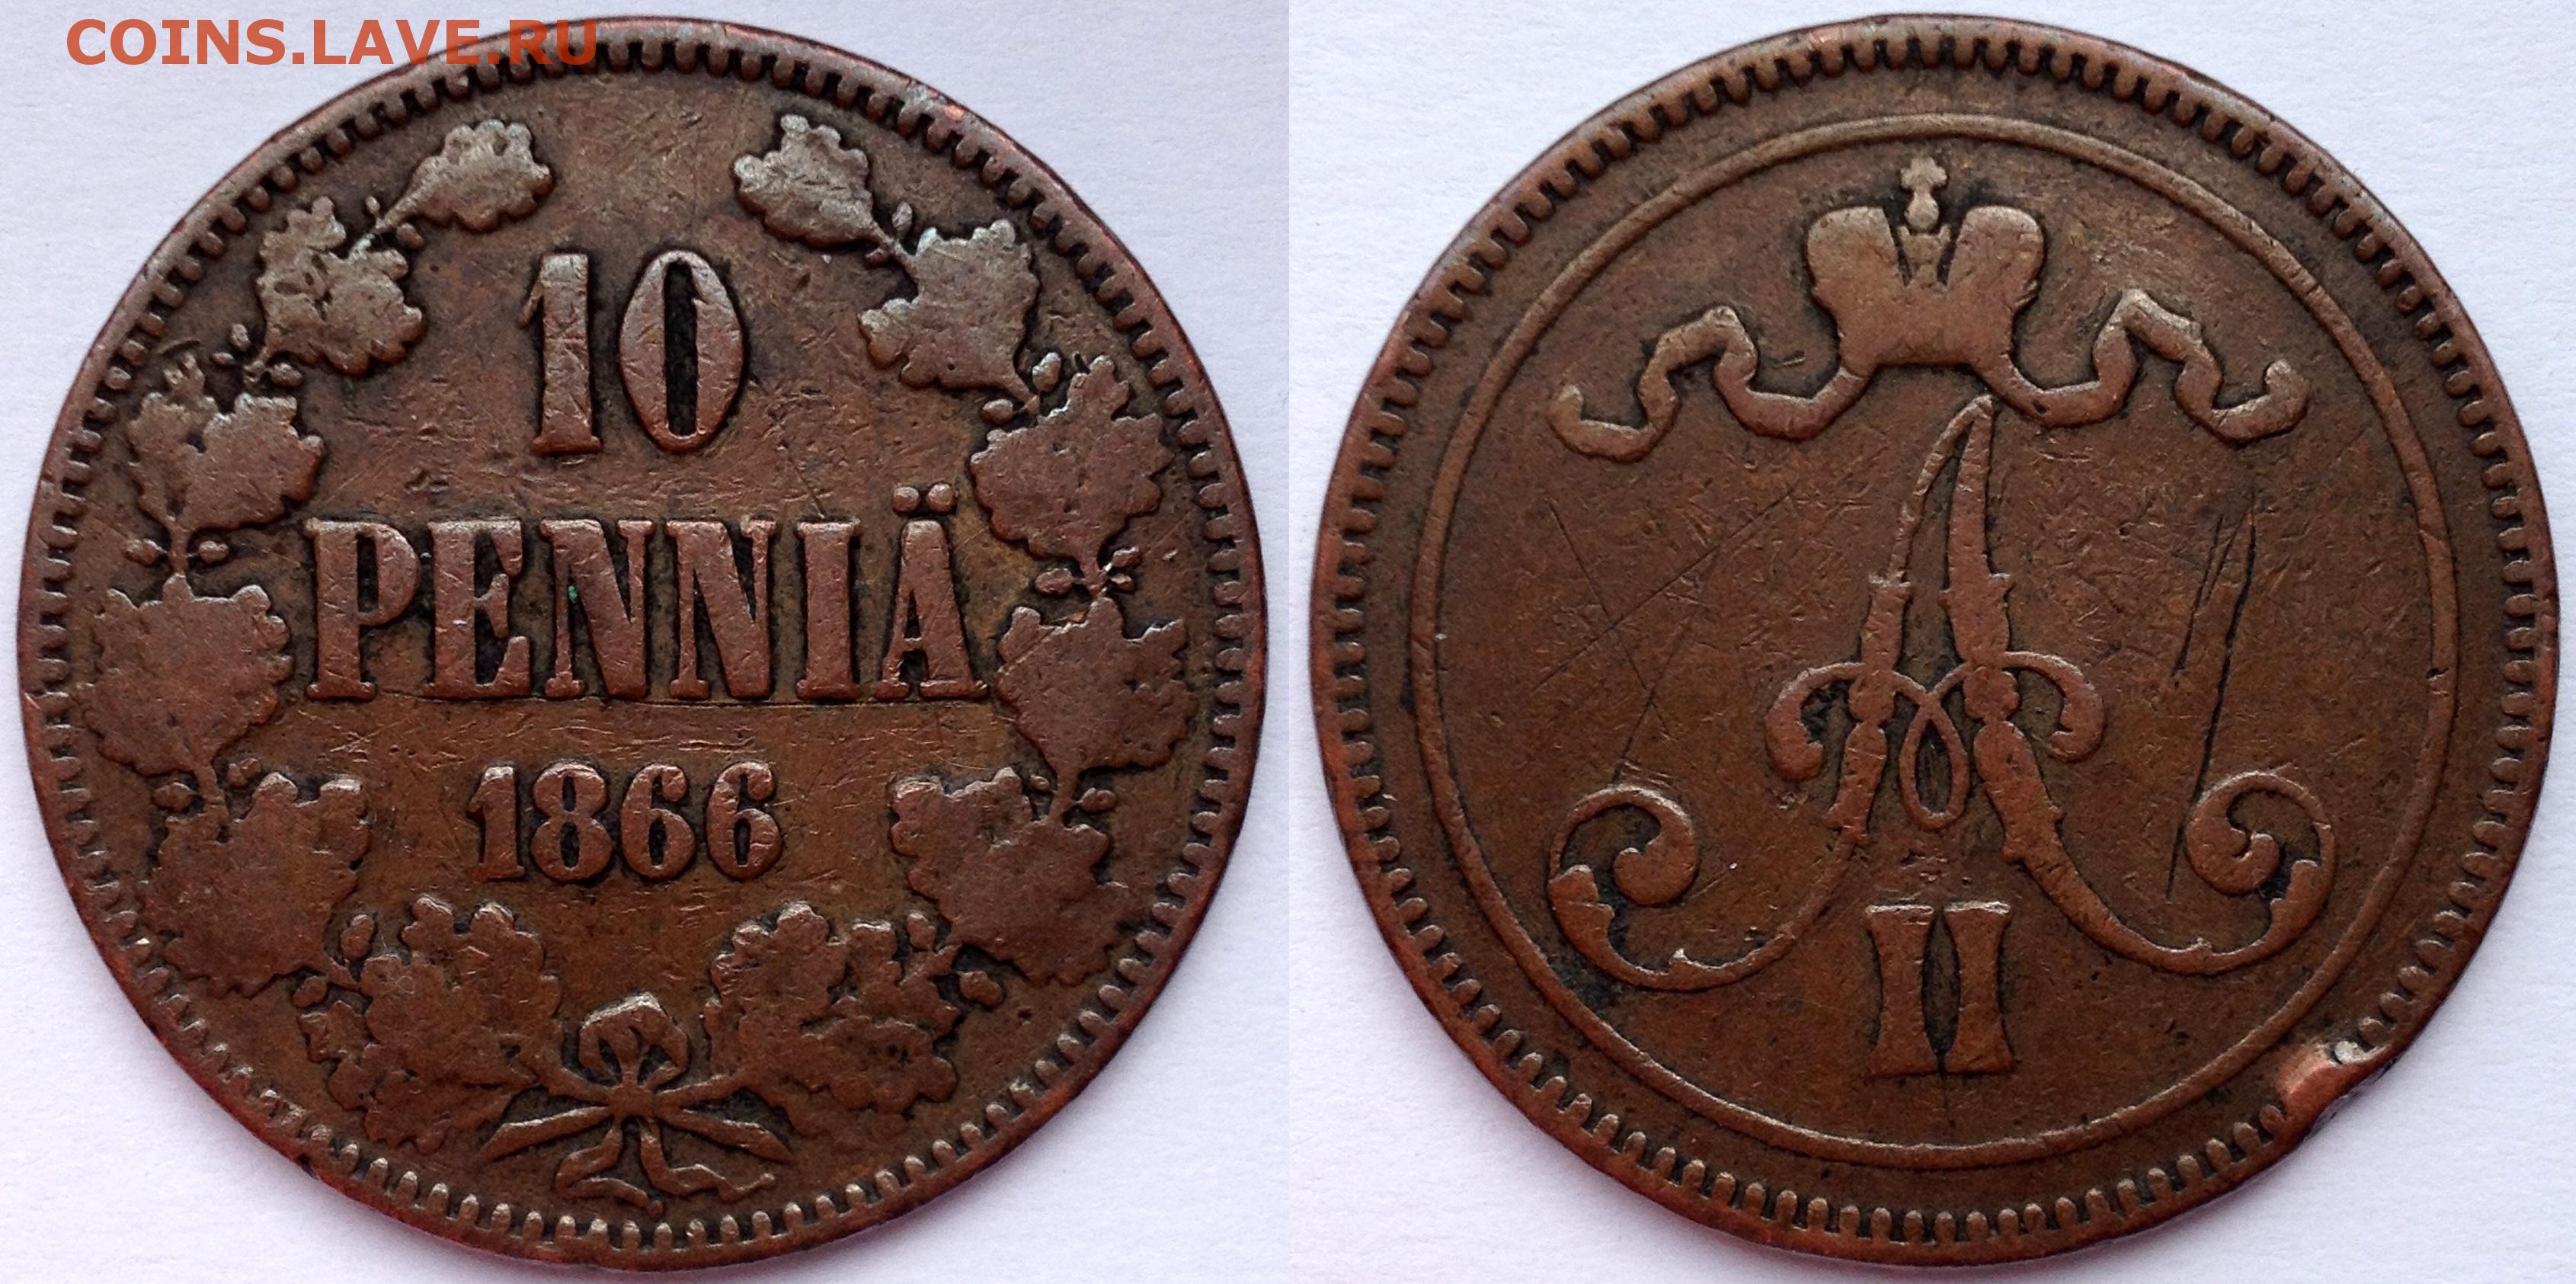 COINS.LAVE.RU
10
PENNIÄ
1866
A
II